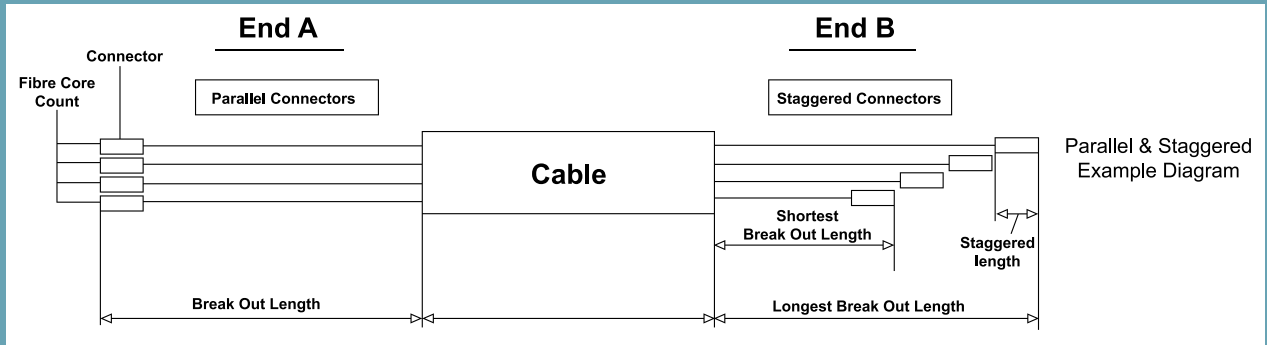 End A
End B
Connector
Fibre Core
Count
Parallel Connectors
Staggered Connectors
Cable
Parallel & Staggered
Example Diagram
Shortest
Break Out Length
Staggered
length
Break Out Length
Longest Break Out Length